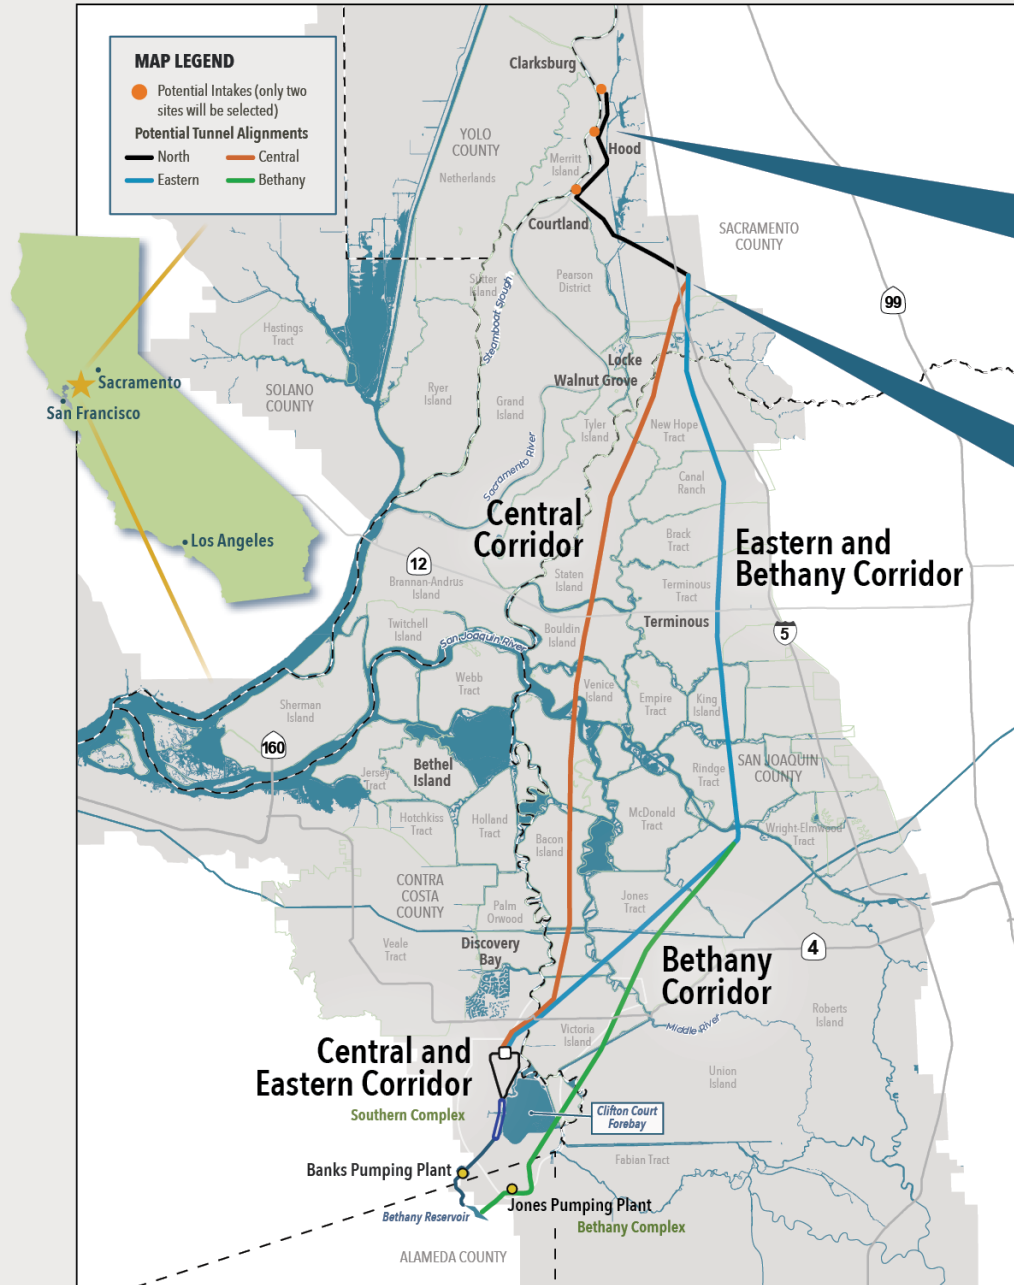 MAP LEGEND
Potential Intakes (only two
sites will be selected)
Potential Tunnel Alignments
North
Central
Eastern
Bethany
Clarksburg
YOLO
COUNTY
Netherlands
Merritt
Island
Hood
Courtland
SACRAMENTO
COUNTY
Sutter
Island
Pearson
District
Steamboat Slough
99
Hastings
Tract
Locke
Walnut Grove
Sacramento
San Francisco
Los Angeles
SOLANO
COUNTY
Ryer
Island
Grand
Island
Tyler
Island
New Hope
Tract
Sacramento River
Canal
Ranch
Central
Corridor
Brack
Tract
Eastern and
Bethany Corridor
12
Brannan-Andrus
Island
Staten
Island
Terminous
Tract
Terminous
5
Twitchell
Island
San Joaquin River
Bouldin
Island
Webb
Tract
Venice
Island
Empire
Tract
King
Island
Sherman
Island
160
Bethel
Island
Jersey
Tract
Rindge
Tract
SAN JOAQUIN
COUNTY
Hotchkiss
Tract
Holland
Tract
Bacon
Island
McDonald
Tract
Wright-Elmwood
Tract
CONTRA
COSTA
COUNTY
Palm
Orwood
Jones
Tract
Veale
Tract
Discovery
Bay
Bethany
Corridor
4
Roberts
Island
Middle River
Victoria
Island
Central and
Eastern Corridor
Southern Complex
Union
Island
Clifton Court
Forebay
Fabian Tract
Banks Pumping Plant
Jones Pumping Plant
Bethany Reservoir
Bethany Complex
ALAMEDA COUNTY